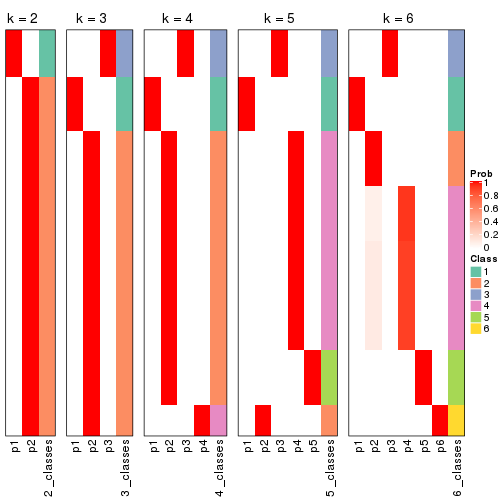 k = 2
k = 3
k = 4
k = 5
k = 6
Prob
1
0.8
0.6
0.4
0.2
0
Class
1
2
3
4
5
6
p1
p2
2_classes
p1
p2
p3
3_classes
p1
p2
p3
p4
4_classes
p1
p2
p3
p4
p5
5_classes
p1
p2
p3
p4
p5
p6
6_classes